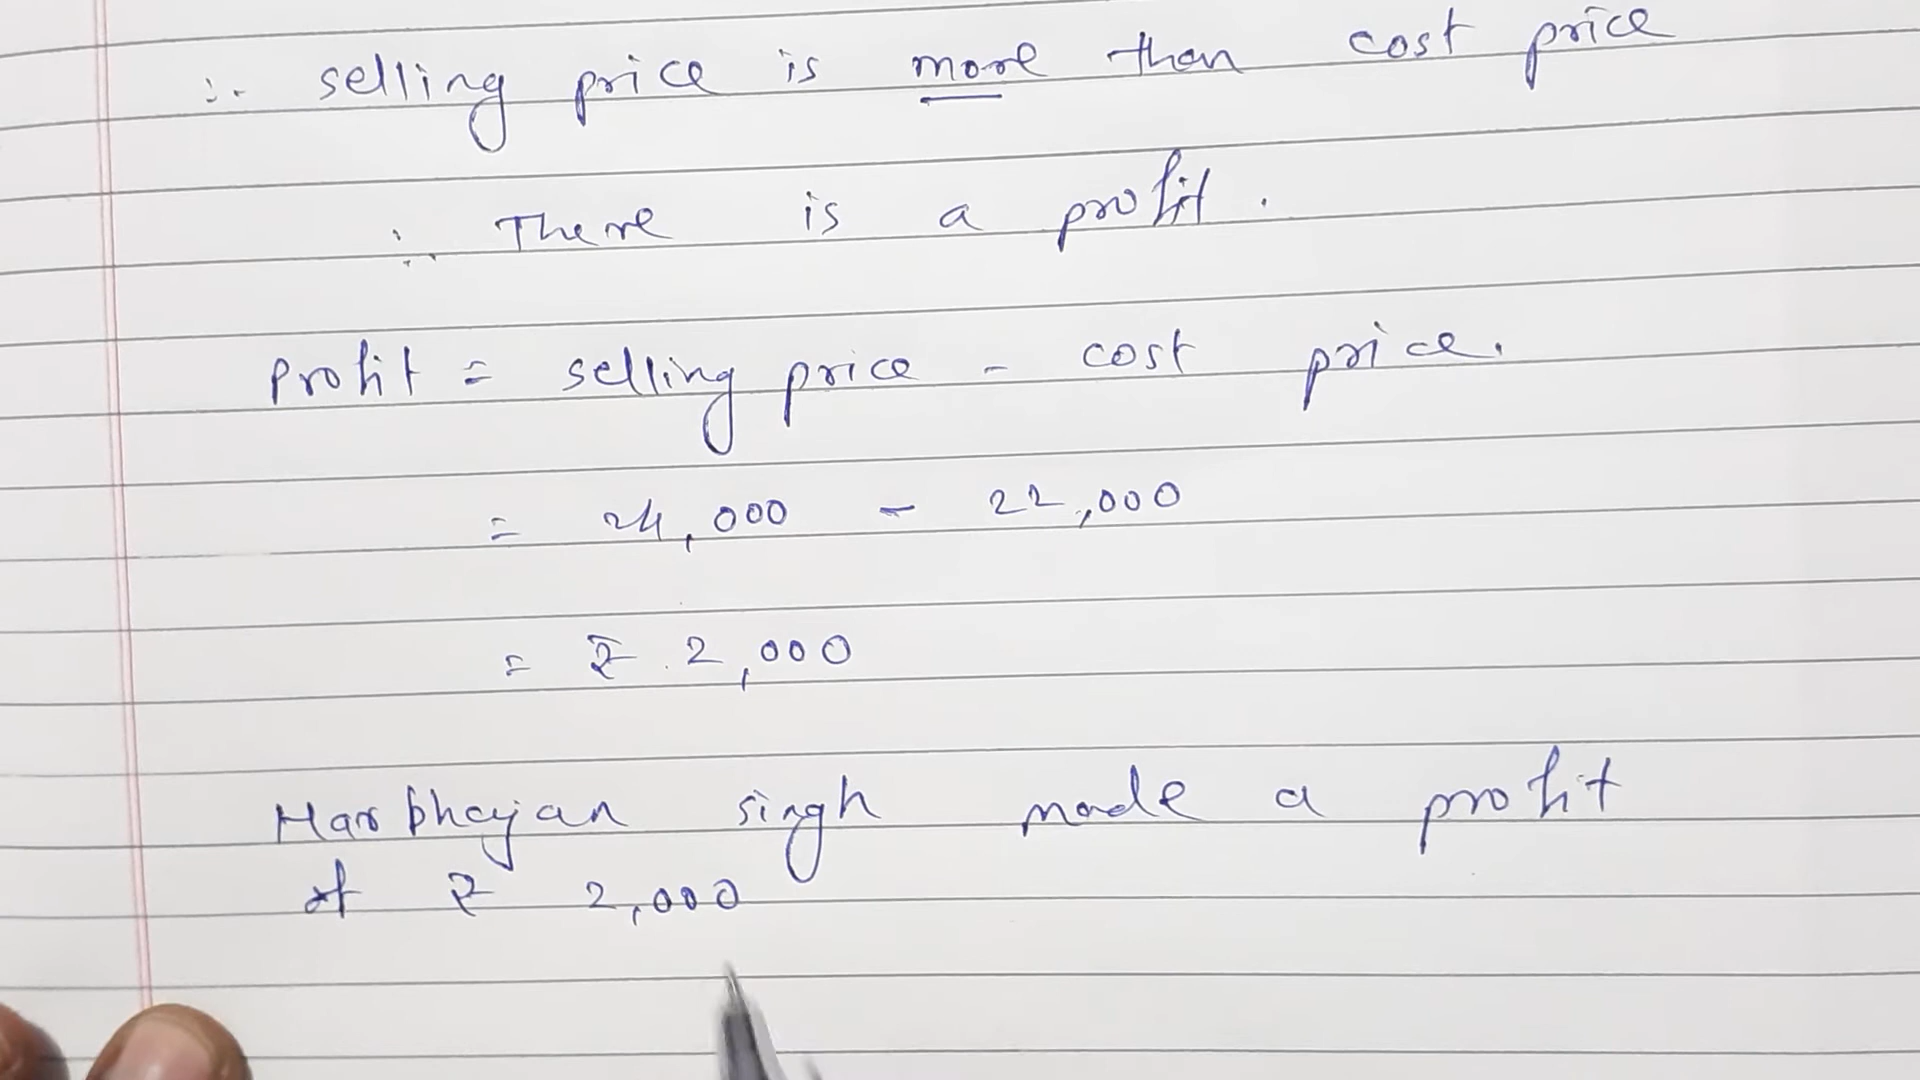 ∴ selling price is more than cost price
∴ There is a profit.
Profit = selling price - cost price.
= 24,000 - 22,000
= ₹ 2,000
Harbhajan singh made a profit
of ₹ 2,000